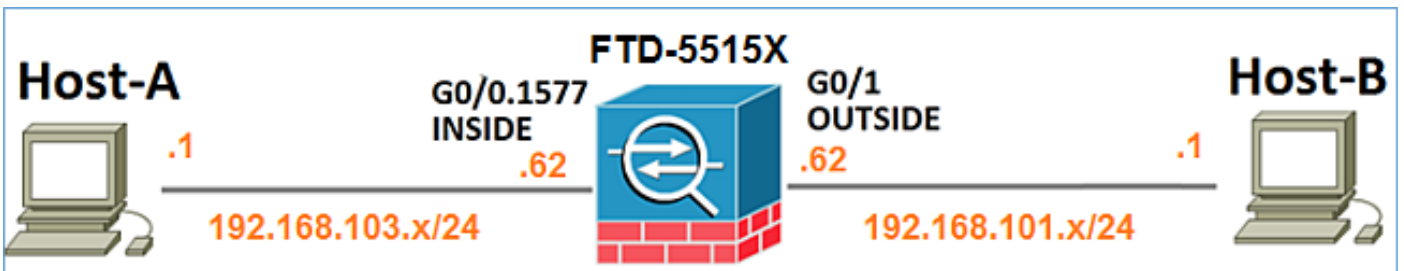 FTD-5515X
Host-A
G0/0.1577
INSIDE
G0/1
OUTSIDE
Host-B
.1
.62
.62
.1
192.168.103.x/24
192.168.101.x/24